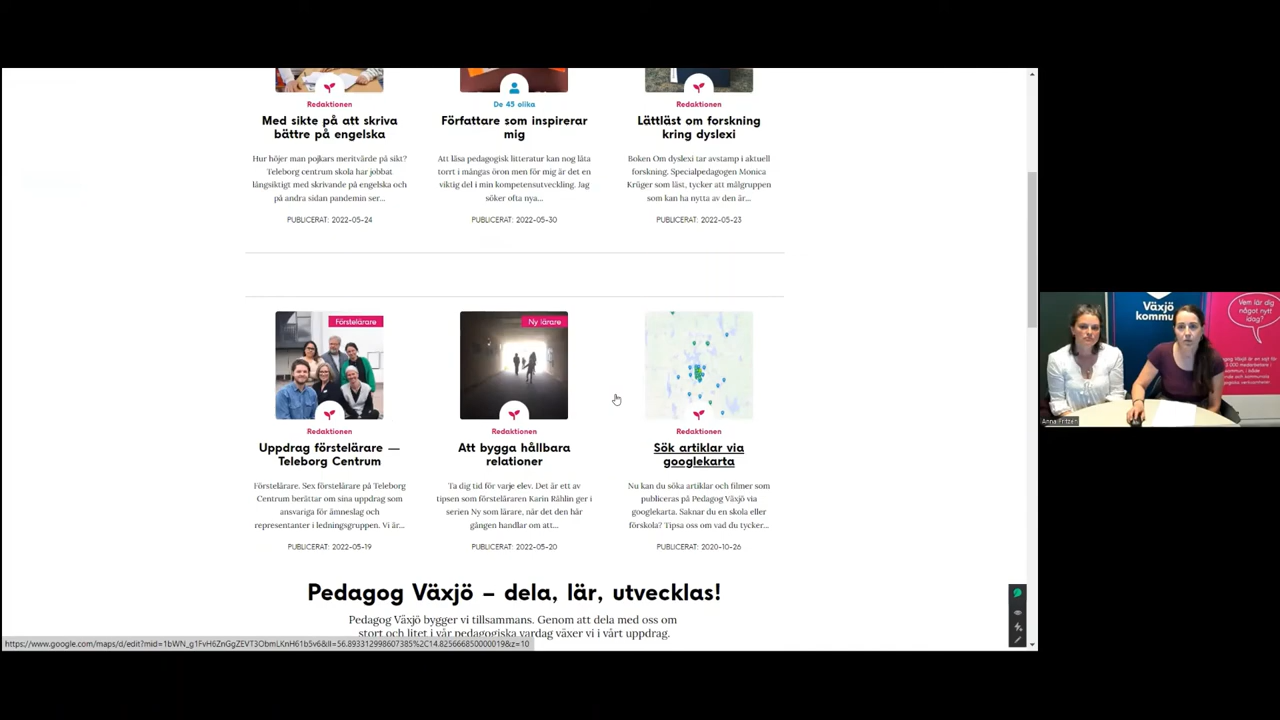 Redaktionen
De 45 olika
Redaktionen
Med sikte på att skriva
bättre på engelska
Författare som inspirerar
mig
Lättläst om forskning
kring dyslexi
Hur höjer man pojkars meritvärde på sikt?
Teleborg centrum skola har jobbat
långsiktigt med skrivande på engelska och
på andra sidan pandemin ser...
Att läsa pedagogisk litteratur kan nog låta
torrt i mångas öron men för mig är det en
viktig del i min kompetensutveckling. Jag
söker ofta nya...
Boken Om dyslexi tar avstamp i aktuell
forskning. Specialpedagogen Monica
Krüger som läst, tycker att målgruppen
som kan ha nytta av den är...
PUBLICERAT: 2022-05-24
PUBLICERAT: 2022-05-30
PUBLICERAT: 2022-05-23
Förstelärare
Ny lärare
Redaktionen
Redaktionen
Redaktionen
Uppdrag förstelärare —
Teleborg Centrum
Att bygga hållbara
relationer
Sök artiklar via
googlekarta
Förstelärare. Sex förstelärare på Teleborg
Centrum berättar om sina uppdrag som
ansvariga för ämneslag och
representanter i ledningsgruppen. Vi är...
Ta dig tid för varje elev. Det är ett av
tipsen som försteläraren Karin Råhlin ger i
serien Ny som lärare, när det den här
gången handlar om att...
Nu kan du söka artiklar och filmer som
publiceras på Pedagog Växjö via
googlekarta. Saknar du en skola eller
förskola? Tipsa oss om vad du tycker...
PUBLICERAT: 2022-05-19
PUBLICERAT: 2022-05-20
PUBLICERAT: 2020-10-26
Pedagog Växjö – dela, lär, utvecklas!
Pedagog Växjö bygger vi tillsammans. Genom att dela med oss om
stort och litet i vår pedagogiska vardag växer vi i vårt uppdrag.
Växjö
kommu
Vem lär dig
något nytt
idag?
Anna Fritzén